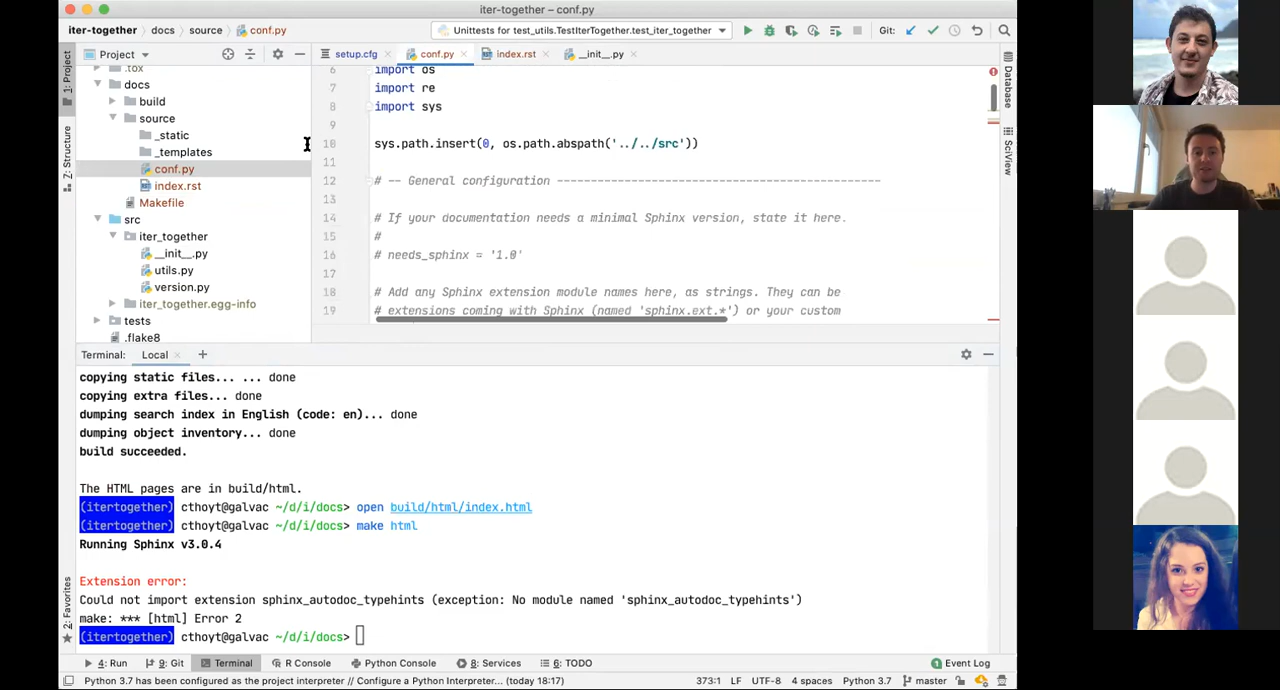 iter-together – conf.py
iter-together docs source conf.py
Unittests for test_utils.TestIterTogether.test_iter_together
Git:
1: Project
Z: Structure
2: Favorites
Project
setup.cfg
conf.py
index.rst
__init__.py
Database
SciView
.tox
docs
build
source
_static
_templates
conf.py
index.rst
Makefile
src
iter_together
__init__.py
utils.py
version.py
iter_together.egg-info
tests
.flake8
6 import os
7 import re
8 import sys
9
10 sys.path.insert(0, os.path.abspath('../../src'))
11
12 # -- General configuration -----------------------------------------------
13
14 # If your documentation needs a minimal Sphinx version, state it here.
15 #
16 # needs_sphinx = '1.0'
17
18 # Add any Sphinx extension module names here, as strings. They can be
19 # extensions coming with Sphinx (named 'sphinx.ext.*') or your custom
Terminal: Local
copying static files... ... done
copying extra files... done
dumping search index in English (code: en)... done
dumping object inventory... done
build succeeded.
The HTML pages are in build/html.
(itertogether) cthoyt@galvac ~/d/i/docs> open build/html/index.html
(itertogether) cthoyt@galvac ~/d/i/docs> make html
Running Sphinx v3.0.4
Extension error:
Could not import extension sphinx_autodoc_typehints (exception: No module named 'sphinx_autodoc_typehints')
make: *** [html] Error 2
(itertogether) cthoyt@galvac ~/d/i/docs>
4: Run
9: Git
Terminal
R Console
Python Console
8: Services
6: TODO
1 Event Log
Python 3.7 has been configured as the project interpreter // Configure a Python Interpreter... (today 18:17)
373:1 LF UTF-8 4 spaces Python 3.7 master